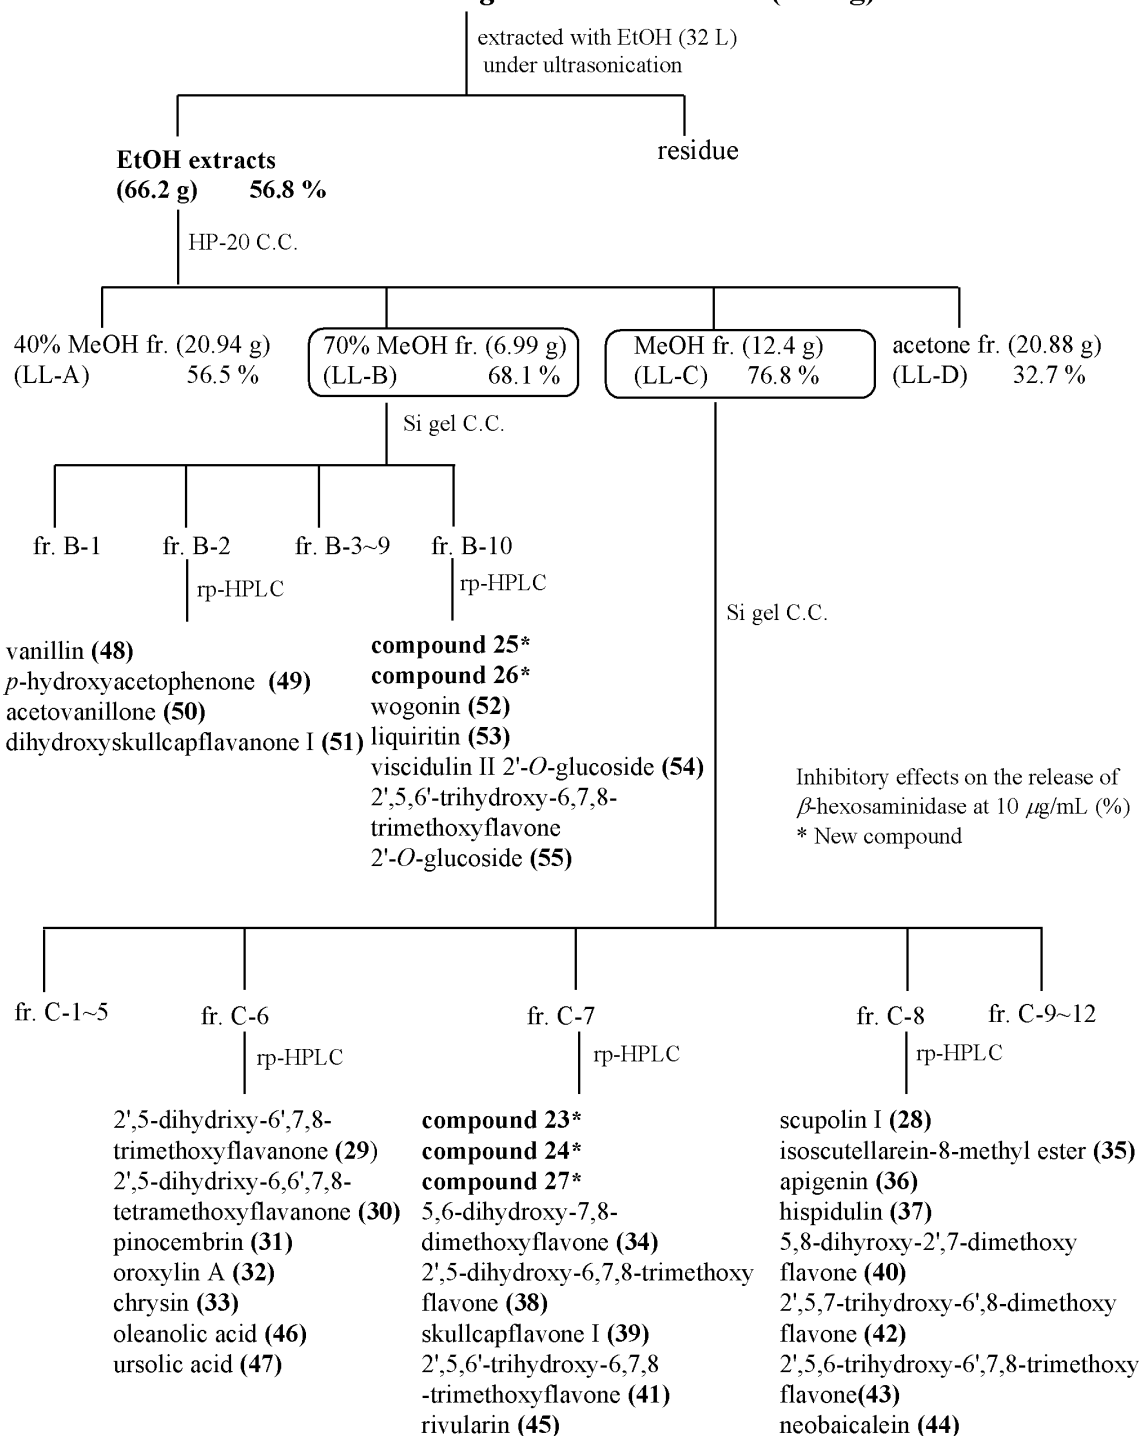 extracted with EtOH (32 L)
under ultrasonication
EtOH extracts
(66.2 g) 56.8 %
residue
HP-20 C.C.
40% MeOH fr. (20.94 g)
(LL-A) 56.5 %
70% MeOH fr. (6.99 g)
(LL-B) 68.1 %
MeOH fr. (12.4 g)
(LL-C) 76.8 %
acetone fr. (20.88 g)
(LL-D) 32.7 %
Si gel C.C.
fr. B-1
fr. B-2
fr. B-3~9
fr. B-10
rp-HPLC
rp-HPLC
Si gel C.C.
vanillin (48)
p-hydroxyacetophenone (49)
acetovanillone (50)
dihydroxyskullcapflavanone I (51)
compound 25*
compound 26*
wogonin (52)
liquiritin (53)
viscidulin II 2'-O-glucoside (54)
2',5,6'-trihydroxy-6,7,8-
trimethoxyflavone
2'-O-glucoside (55)
Inhibitory effects on the release of
β-hexosaminidase at 10 μg/mL (%)
* New compound
fr. C-1~5
fr. C-6
fr. C-7
fr. C-8
fr. C-9~12
rp-HPLC
rp-HPLC
rp-HPLC
2',5-dihydrixy-6',7,8-
trimethoxyflavanone (29)
2',5-dihydrixy-6,6',7,8-
tetramethoxyflavanone (30)
pinocembrin (31)
oroxylin A (32)
chrysin (33)
oleanolic acid (46)
ursolic acid (47)
compound 23*
compound 24*
compound 27*
5,6-dihydroxy-7,8-
dimethoxyflavone (34)
2',5-dihydroxy-6,7,8-trimethoxy
flavone (38)
skullcapflavone I (39)
2',5,6'-trihydroxy-6,7,8
-trimethoxyflavone (41)
rivularin (45)
scupolin I (28)
isoscutellarein-8-methyl ester (35)
apigenin (36)
hispidulin (37)
5,8-dihyroxy-2',7-dimethoxy
flavone (40)
2',5,7-trihydroxy-6',8-dimethoxy
flavone (42)
2',5,6-trihydroxy-6',7,8-trimethoxy
flavone(43)
neobaicalein (44)